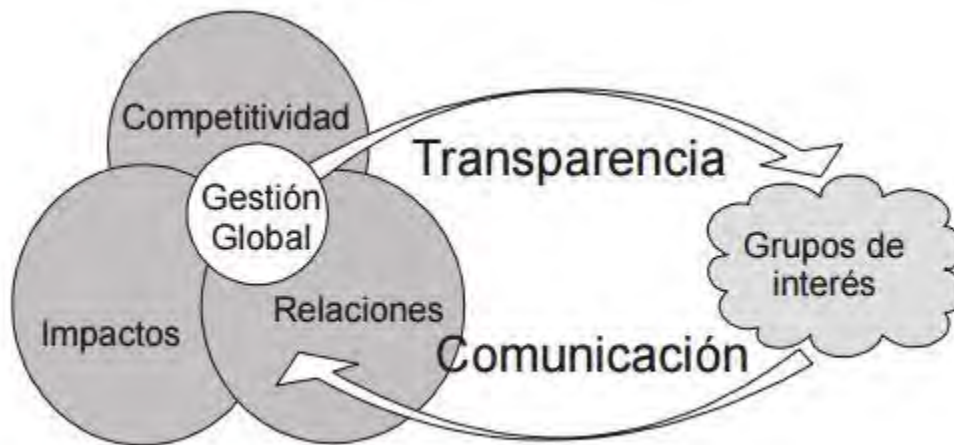 Competitividad
Transparencia
Gestión
Global
Grupos de
interés
Relaciones
Impactos
Comunicación